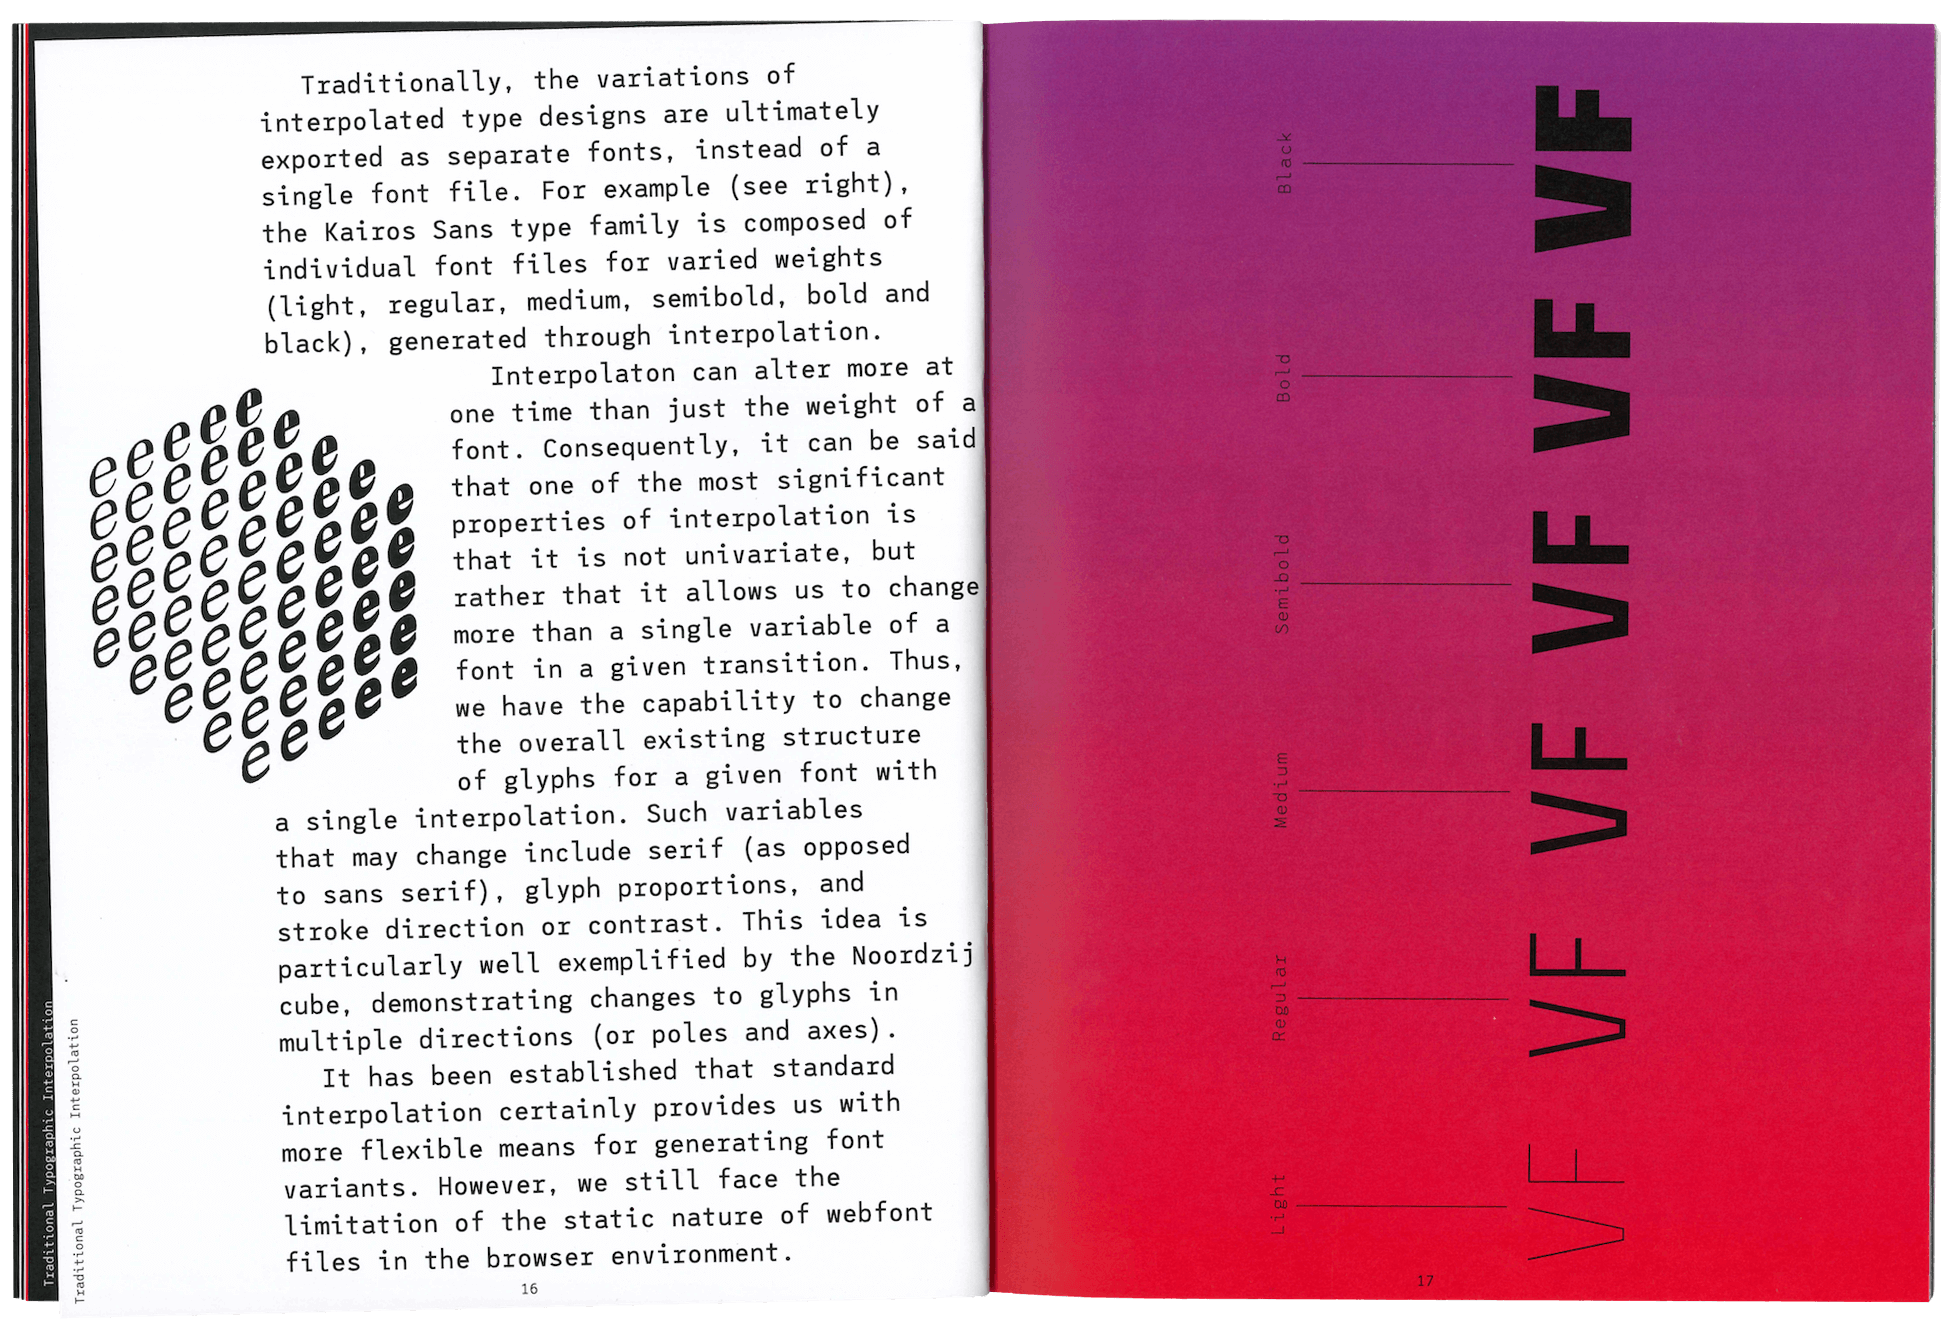 Traditionally, the variations of
interpolated type designs are ultimately
exported as separate fonts, instead of a
single font file. For example (see right),
the Kairos Sans type family is composed of
individual font files for varied weights
(light, regular, medium, semibold, bold and
black), generated through interpolation.
Interpolaton can alter more at
one time than just the weight of a
font. Consequently, it can be said
that one of the most significant
properties of interpolation is
that it is not univariate, but
rather that it allows us to change
more than a single variable of a
font in a given transition. Thus,
we have the capability to change
the overall existing structure
of glyphs for a given font with
a single interpolation. Such variables
that may change include serif (as opposed
to sans serif), glyph proportions, and
stroke direction or contrast. This idea is
particularly well exemplified by the Noordzij
cube, demonstrating changes to glyphs in
multiple directions (or poles and axes).
It has been established that standard
interpolation certainly provides us with
more flexible means for generating font
variants. However, we still face the
limitation of the static nature of webfont
files in the browser environment.
e e e e e
e e e e e e
e e e e e e e
e e e e e e e e
e e e e e e e e e
e e e e e e e e
e e e e e e e
e e e e e e
e e e e e
Traditional Typographic Interpolation
Traditional Typographic Interpolation
16
Light
Regular
Medium
Semibold
Bold
Black
VF VF VF VF VF VF
17